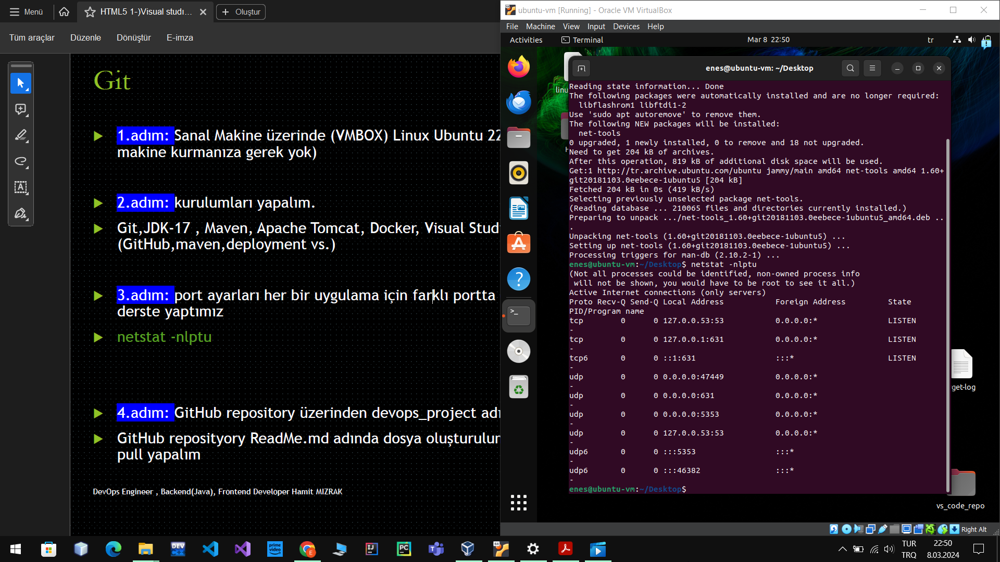 Menü
HTML5 1-)Visual studı...
Oluştur
Tüm araçlar
Düzenle
Dönüştür
E-imza
Git
1.adım: Sanal Makine üzerinde (VMBOX) Linux Ubuntu 22
makine kurmanıza gerek yok)
2.adım: kurulumları yapalım.
Git,JDK-17 , Maven, Apache Tomcat, Docker, Visual Stud
(GitHub,maven,deployment vs.)
3.adım: port ayarları her bir uygulama için farklı portta
derste yaptımız
netstat -nlptu
4.adım: GitHub repository üzerinden devops_project adı
GitHub reposityory ReadMe.md adında dosya oluşturulur
pull yapalım
DevOps Engineer , Backend(Java), Frontend Developer Hamit MIZRAK
ubuntu-vm [Running] - Oracle VM VirtualBox
File Machine View Input Devices Help
Activities
Terminal
Mar 8 22:50
tr
linu
enes@ubuntu-vm: ~/Desktop
Reading state information... Done
The following packages were automatically installed and are no longer required:
libflashrom1 libftdi1-2
Use 'sudo apt autoremove' to remove them.
The following NEW packages will be installed:
net-tools
0 upgraded, 1 newly installed, 0 to remove and 18 not upgraded.
Need to get 204 kB of archives.
After this operation, 819 kB of additional disk space will be used.
Get:1 http://tr.archive.ubuntu.com/ubuntu jammy/main amd64 net-tools amd64 1.60+
git20181103.0eebece-1ubuntu5 [204 kB]
Fetched 204 kB in 0s (419 kB/s)
Selecting previously unselected package net-tools.
(Reading database ... 210065 files and directories currently installed.)
Preparing to unpack .../net-tools_1.60+git20181103.0eebece-1ubuntu5_amd64.deb ..
.
Unpacking net-tools (1.60+git20181103.0eebece-1ubuntu5) ...
Setting up net-tools (1.60+git20181103.0eebece-1ubuntu5) ...
Processing triggers for man-db (2.10.2-1) ...
enes@ubuntu-vm:~/Desktop$ netstat -nlptu
(Not all processes could be identified, non-owned process info
will not be shown, you would have to be root to see it all.)
Active Internet connections (only servers)
Proto Recv-Q Send-Q Local Address Foreign Address State
PID/Program name
tcp 0 0 127.0.0.53:53 0.0.0.0:* LISTEN
-
tcp 0 0 127.0.0.1:631 0.0.0.0:* LISTEN
-
tcp6 0 0 ::1:631 :::* LISTEN
-
udp 0 0 0.0.0.0:47449 0.0.0.0:*
-
udp 0 0 0.0.0.0:631 0.0.0.0:*
-
udp 0 0 0.0.0.0:5353 0.0.0.0:*
-
udp 0 0 127.0.0.53:53 0.0.0.0:*
-
udp6 0 0 :::5353 :::*
-
udp6 0 0 :::46382 :::*
-
enes@ubuntu-vm:~/Desktop$
get-log
vs_code_repo
Right Alt
TUR
TRQ
22:50
8.03.2024